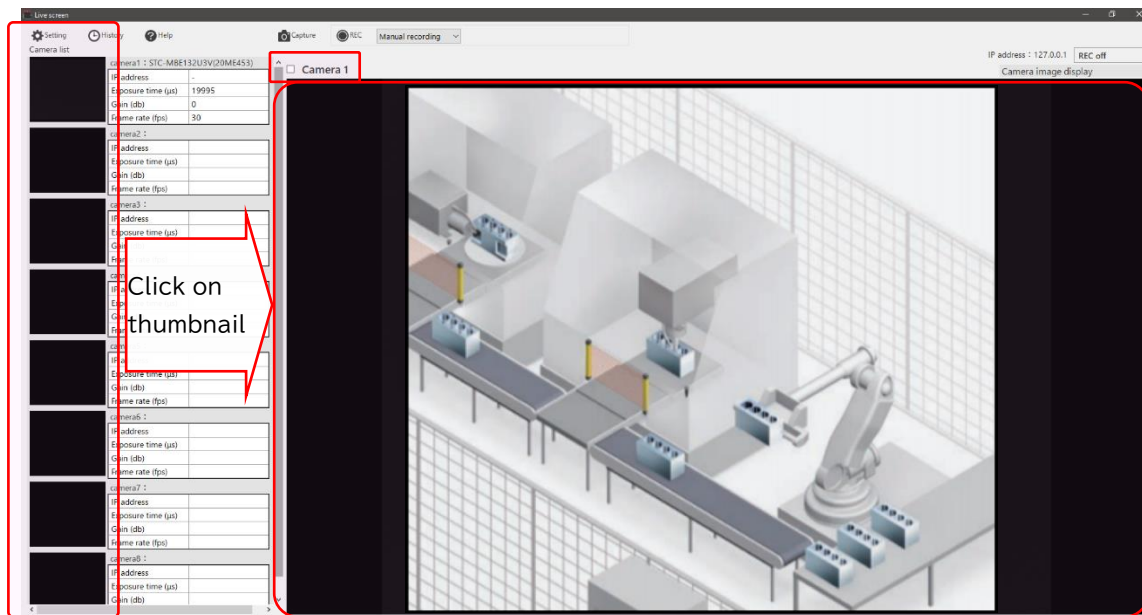 Live screen
Setting History Help Capture REC Manual recording
Camera list
IP address : 127.0.0.1 REC off
Camera 1
Camera image display
camera1 : STC-MBE132U3V(20ME453)
IP address -
Exposure time (μs) 19995
Gain (db) 0
Frame rate (fps) 30
camera2 :
IP address
Exposure time (μs)
Gain (db)
Frame rate (fps)
camera3 :
IP address
Exposure time (μs)
Click on
thumbnail
Exposure time (μs)
Gain (db)
Frame rate (fps)
camera6 :
IP address
Exposure time (μs)
Gain (db)
Frame rate (fps)
camera7 :
IP address
Exposure time (μs)
Gain (db)
Frame rate (fps)
camera8 :
IP address
Exposure time (μs)
Gain (db)